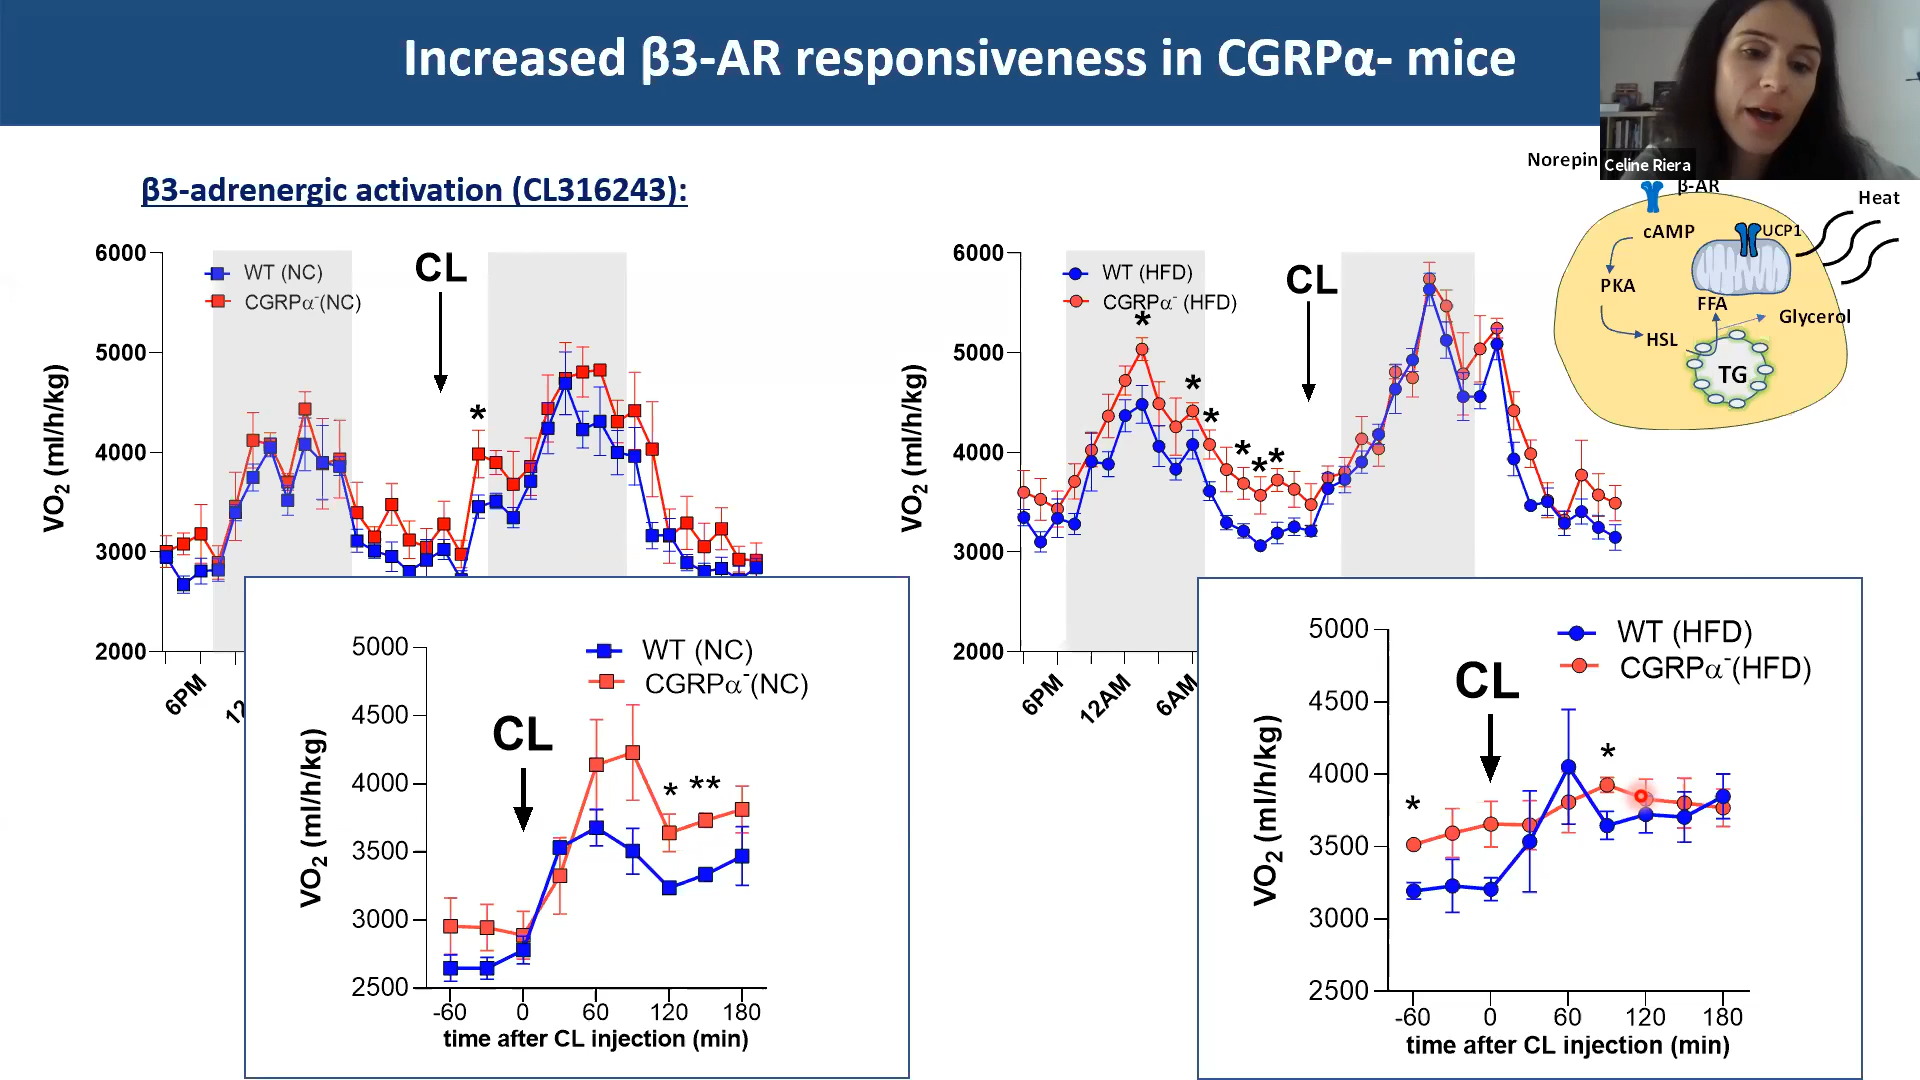 Increased β3-AR responsiveness in CGRPα- mice
Celine Riera
β3-adrenergic activation (CL316243):
Norepin
β-AR
Heat
cAMP
UCP1
PKA
FFA
Glycerol
HSL
TG
6000
5000
4000
3000
2000
VO2 (ml/h/kg)
WT (NC)
CGRPα-(NC)
CL
*
6PM
12
6000
5000
4000
3000
2000
VO2 (ml/h/kg)
WT (HFD)
CGRPα- (HFD)
CL
*
*
*
*
*
*
6PM
12AM
6AM
5000
4500
4000
3500
3000
2500
VO2 (ml/h/kg)
WT (NC)
CGRPα-(NC)
CL
* **
-60 0 60 120 180
time after CL injection (min)
5000
4500
4000
3500
3000
2500
VO2 (ml/h/kg)
WT (HFD)
CGRPα-(HFD)
CL
*
*
-60 0 60 120 180
time after CL injection (min)